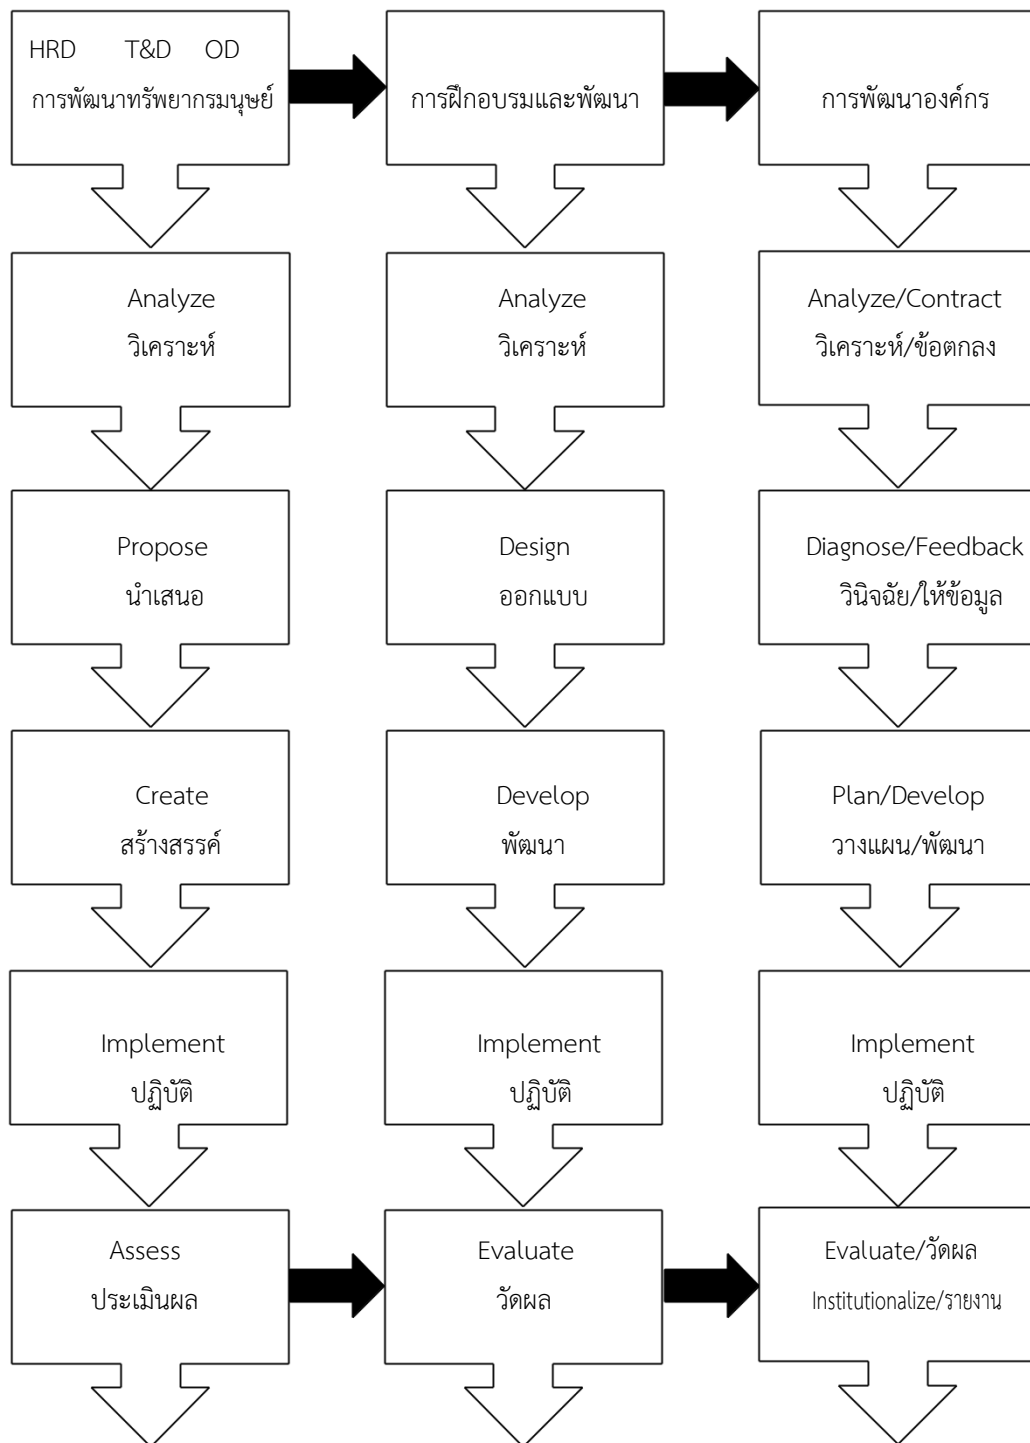 HRD T&D OD
การพัฒนาทรัพยากรมนุษย์
การฝึกอบรมและพัฒนา
การพัฒนาองค์กร
Analyze
วิเคราะห์
Analyze
วิเคราะห์
Analyze/Contract
วิเคราะห์/ข้อตกลง
Propose
นำเสนอ
Design
ออกแบบ
Diagnose/Feedback
วินิจฉัย/ให้ข้อมูล
Create
สร้างสรรค์
Develop
พัฒนา
Plan/Develop
วางแผน/พัฒนา
Implement
ปฏิบัติ
Implement
ปฏิบัติ
Implement
ปฏิบัติ
Assess
ประเมินผล
Evaluate
วัดผล
Evaluate/วัดผล
Institutionalize/รายงาน